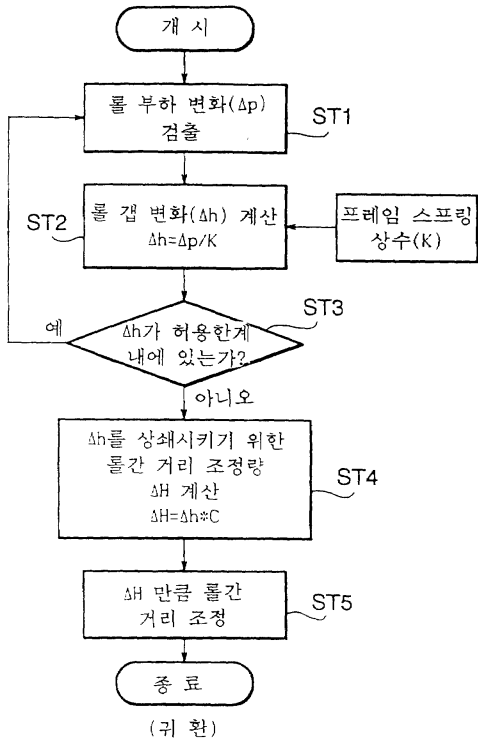 개 시
롤 부하 변화(Δp)
검출
ST1
롤 갭 변화(Δh) 계산
Δh=Δp/K
ST2
프레임 스프링
상수(K)
ST3
Δh가 허용한계
내에 있는가?
예
아니오
Δh를 상쇄시키기 위한
롤간 거리 조정량
ΔH 계산
ΔH=Δh*C
ST4
ΔH 만큼 롤간
거리 조정
ST5
종 료
(귀 환)